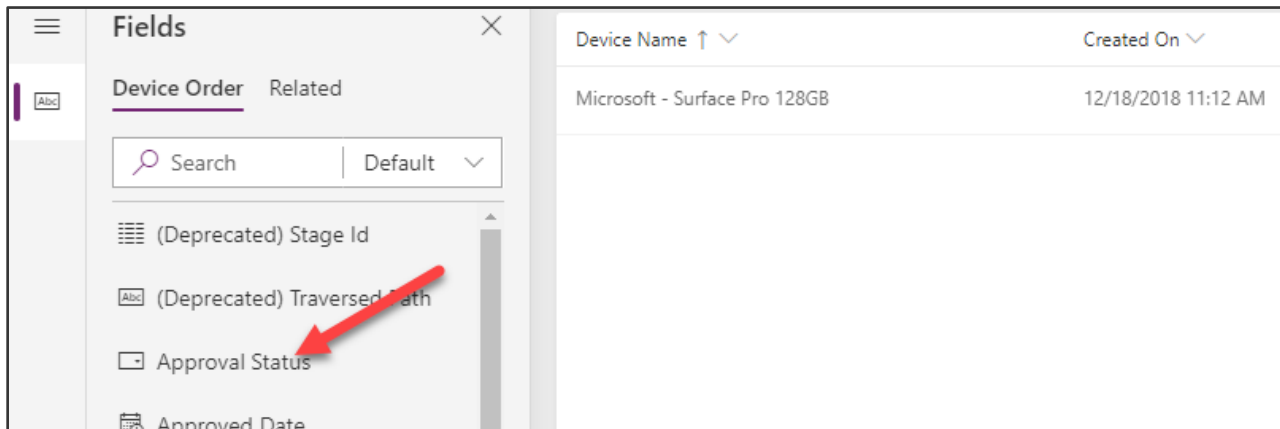 Fields
Device Order Related
Search Default
(Deprecated) Stage Id
Abc (Deprecated) Traversed Path
Approval Status
Approved Date
Abc
Device Name ↑ Created On
Microsoft - Surface Pro 128GB 12/18/2018 11:12 AM